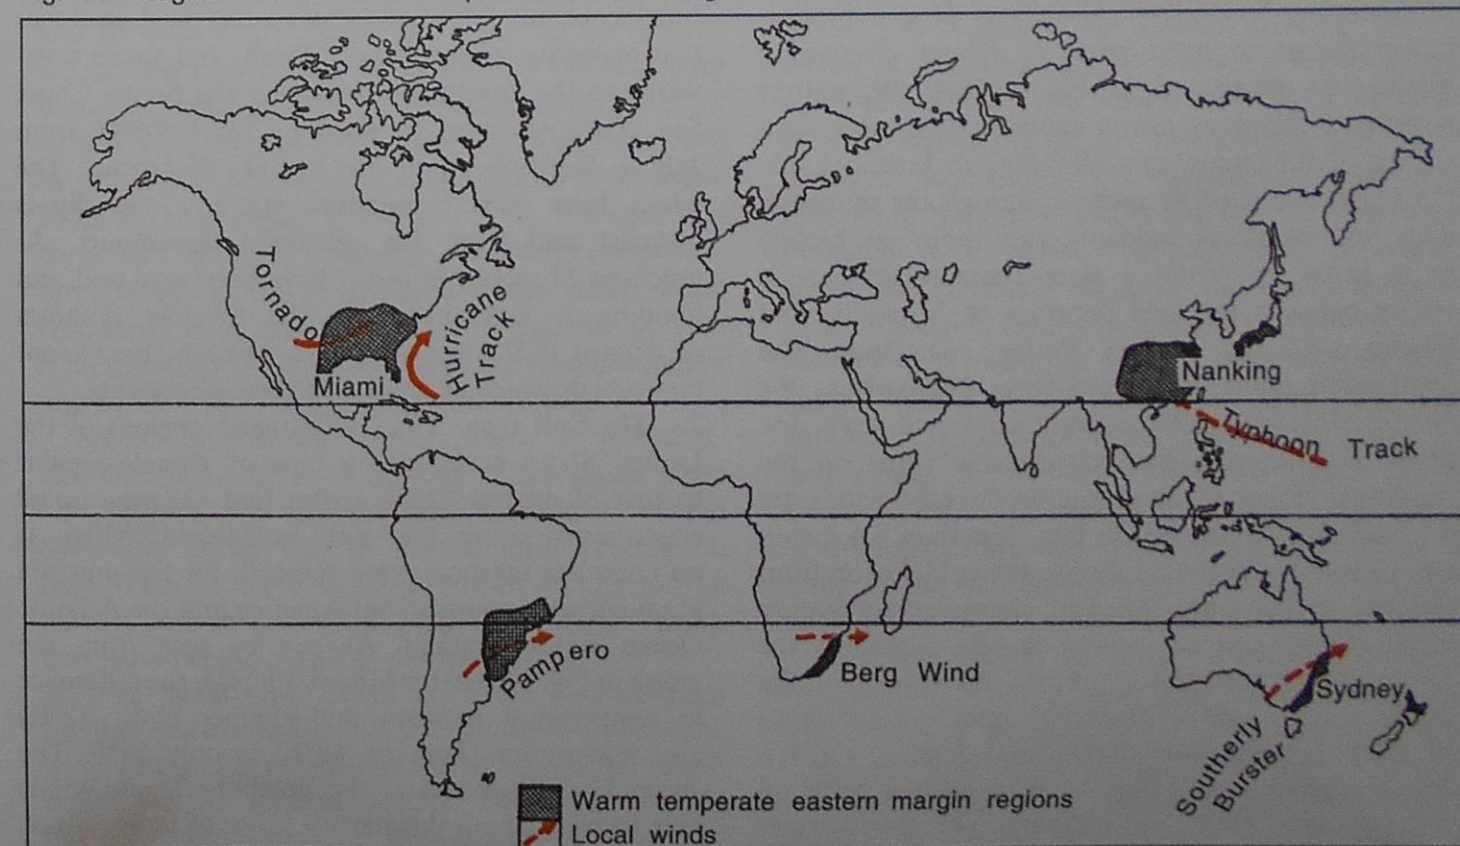 Tornado
Hurricane
Track
Miami
Nanking
Typhoon Track
Pampero
Berg Wind
Sydney
Southerly
Burster
Warm temperate eastern margin regions
Local winds